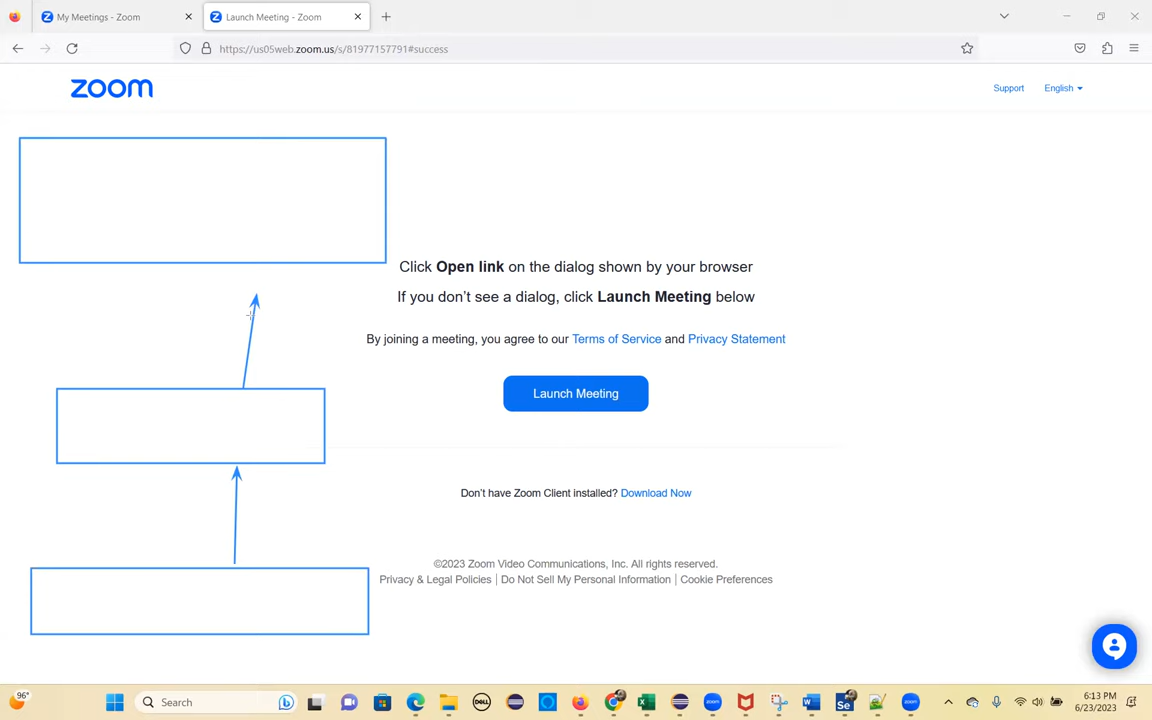 My Meetings - Zoom
Launch Meeting - Zoom
https://us05web.zoom.us/s/81977157791#success
zoom
Support
English
Click Open link on the dialog shown by your browser
If you don't see a dialog, click Launch Meeting below
By joining a meeting, you agree to our Terms of Service and Privacy Statement
Launch Meeting
Don't have Zoom Client installed? Download Now
©2023 Zoom Video Communications, Inc. All rights reserved.
Privacy & Legal Policies | Do Not Sell My Personal Information | Cookie Preferences
96°
Search
DELL
zoom
Se
zoom
6:13 PM
6/23/2023